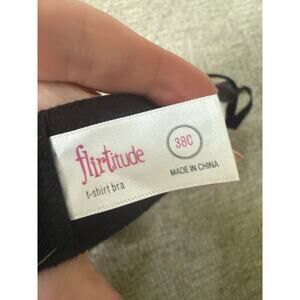 flirtitude
t-shirt bra
38C
MADE IN CHINA